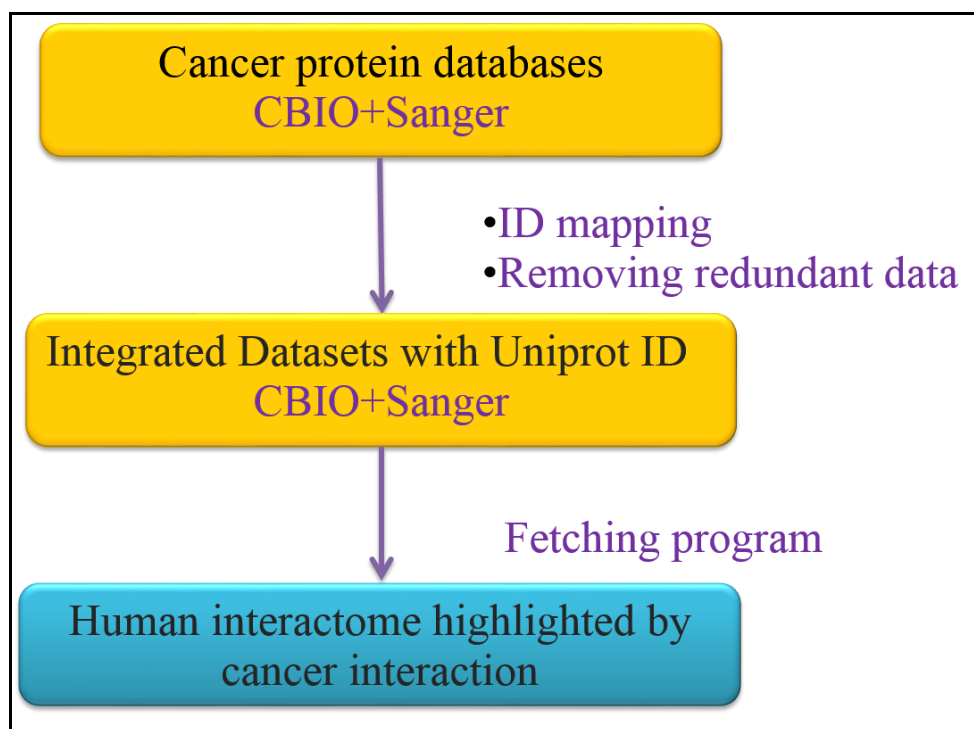 Cancer protein databases
CBIO+Sanger
•ID mapping
•Removing redundant data
Integrated Datasets with Uniprot ID
CBIO+Sanger
Fetching program
Human interactome highlighted by
cancer interaction